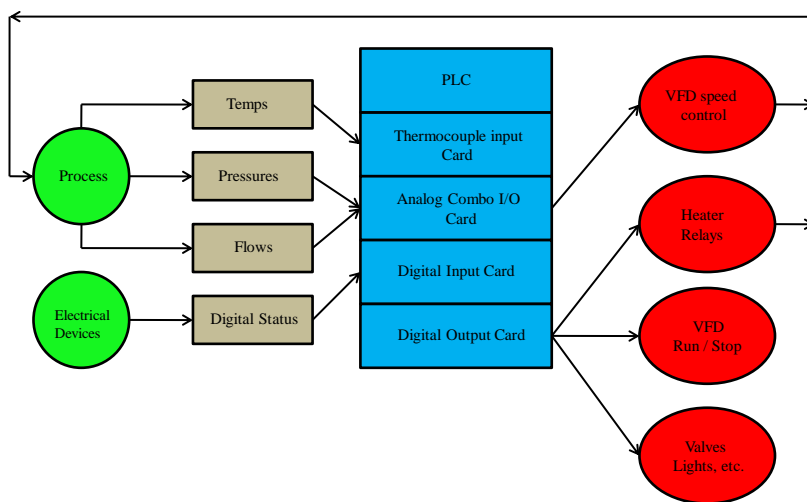 PLC
VFD speed
control
Temps
Thermocouple input
Card
Process
Pressures
Analog Combo I/O
Card
Heater
Relays
Flows
Digital Input Card
Electrical
Devices
Digital Status
Digital Output Card
VFD
Run / Stop
Valves
Lights, etc.